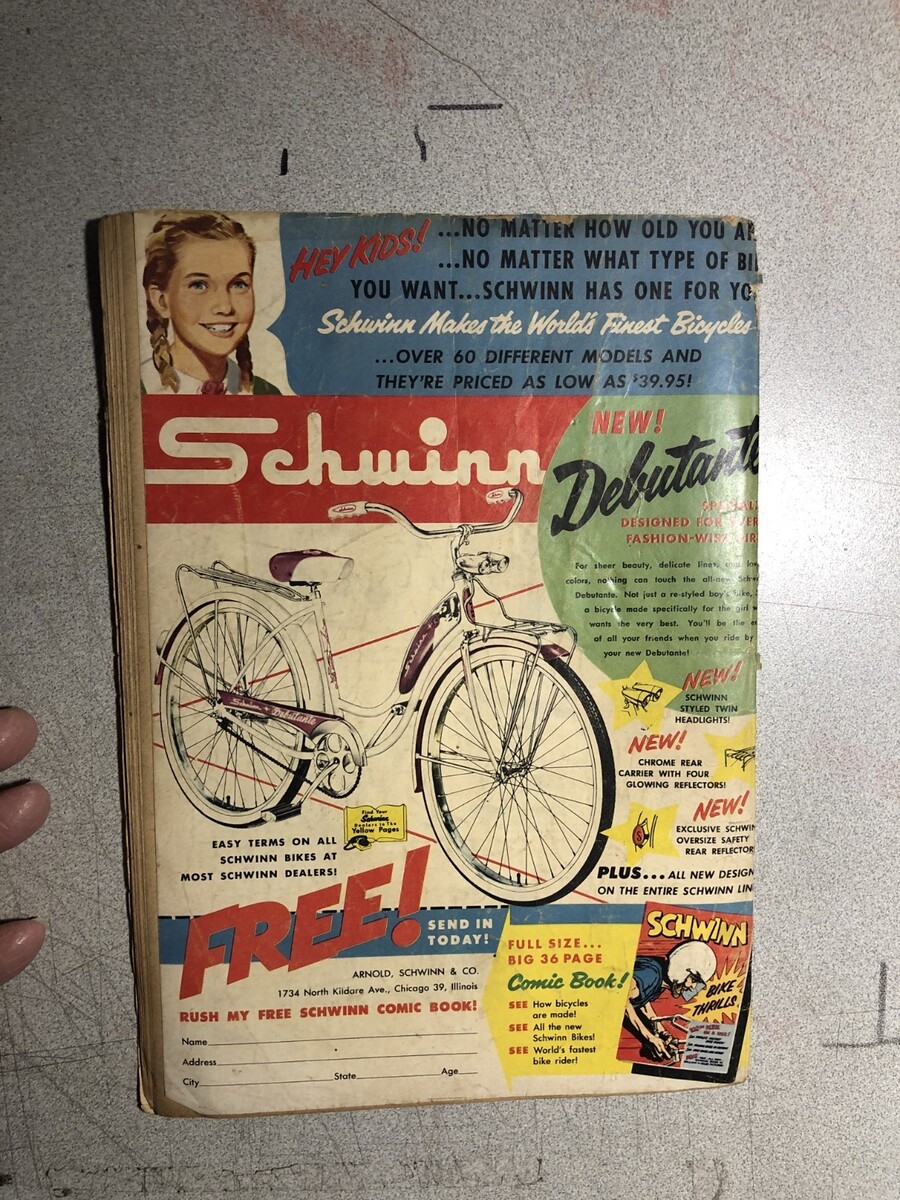 HEY KIDS!
...NO MATTER HOW OLD YOU AR
...NO MATTER WHAT TYPE OF BI
YOU WANT...SCHWINN HAS ONE FOR YO
Schwinn Makes the World's Finest Bicycles
...OVER 60 DIFFERENT MODELS AND
THEY'RE PRICED AS LOW AS $39.95!
Schwinn
NEW!
Debutante
DESIGNED FOR
FASHION-WISE
For sheer beauty, delicate lines,
colors, nothing can touch the all-new Schw
Debutante. Not just a re-styled boy's bike,
a bicycle made specifically for the girl w
wants the very best. You'll be the e
of all your friends when you ride by
your new Debutante!
NEW!
SCHWINN
STYLED TWIN
HEADLIGHTS!
NEW!
CHROME REAR
CARRIER WITH FOUR
GLOWING REFLECTORS!
NEW!
EXCLUSIVE SCHWIN
OVERSIZE SAFETY
REAR REFLECTOR
PLUS...ALL NEW DESIGN
ON THE ENTIRE SCHWINN LIN
Schwinn
Schwinn Debutante
Find Your
Schwinn
Dealers in The
Yellow Pages
EASY TERMS ON ALL
SCHWINN BIKES AT
MOST SCHWINN DEALERS!
FREE!
SEND IN
TODAY!
ARNOLD, SCHWINN & CO.
1734 North Kildare Ave., Chicago 39, Illinois
RUSH MY FREE SCHWINN COMIC BOOK!
Name
Address
City State Age
FULL SIZE...
BIG 36 PAGE
Comic Book!
SEE How bicycles
are made!
SEE All the new
Schwinn Bikes!
SEE World's fastest
bike rider!
SCHWINN
BIKE
THRILLS